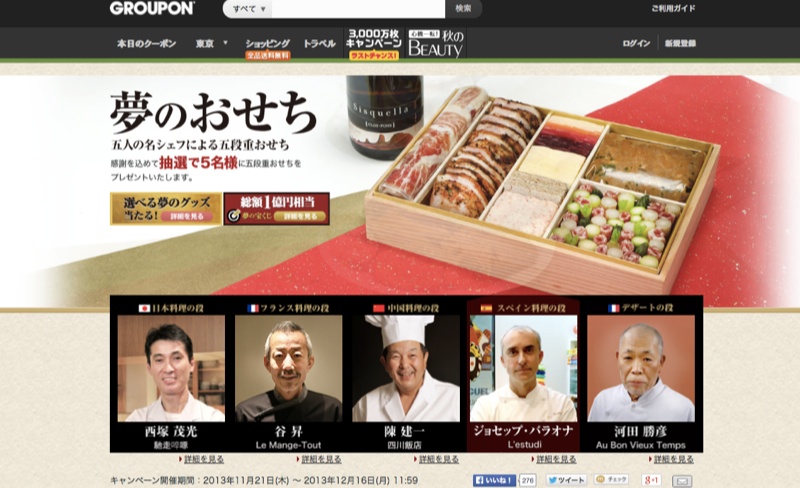 GROUPON
すべて ▼
検索
ご利用ガイド
本日のクーポン
東京 ▼
ショッピング
全品送料無料
トラベル
3,000万枚
キャンペーン
ラストチャンス!
心機一転!
秋の
BEAUTY
ログイン
新規登録
夢のおせち
五人の名シェフによる五段重おせち
感謝を込めて抽選で5名様に五段重おせちを
プレゼントいたします。
選べる夢のグッズ
当たる!
詳細を見る
総額1億円相当
夢の宝くじ
詳細を見る
Sisquella
日本料理の段
フランス料理の段
中国料理の段
スペイン料理の段
デザートの段
西塚 茂光
谷 昇
陳 建一
ジョセップ・バラオナ
河田 勝彦
馳走啐啄
Le Mange-Tout
四川飯店
L'estudi
Au Bon Vieux Temps
詳細を見る
詳細を見る
詳細を見る
詳細を見る
詳細を見る
キャンペーン開催期間:2013年11月21日(木) ~ 2013年12月16日(月) 11:59
いいね!
276
ツイート
チェック
g+1